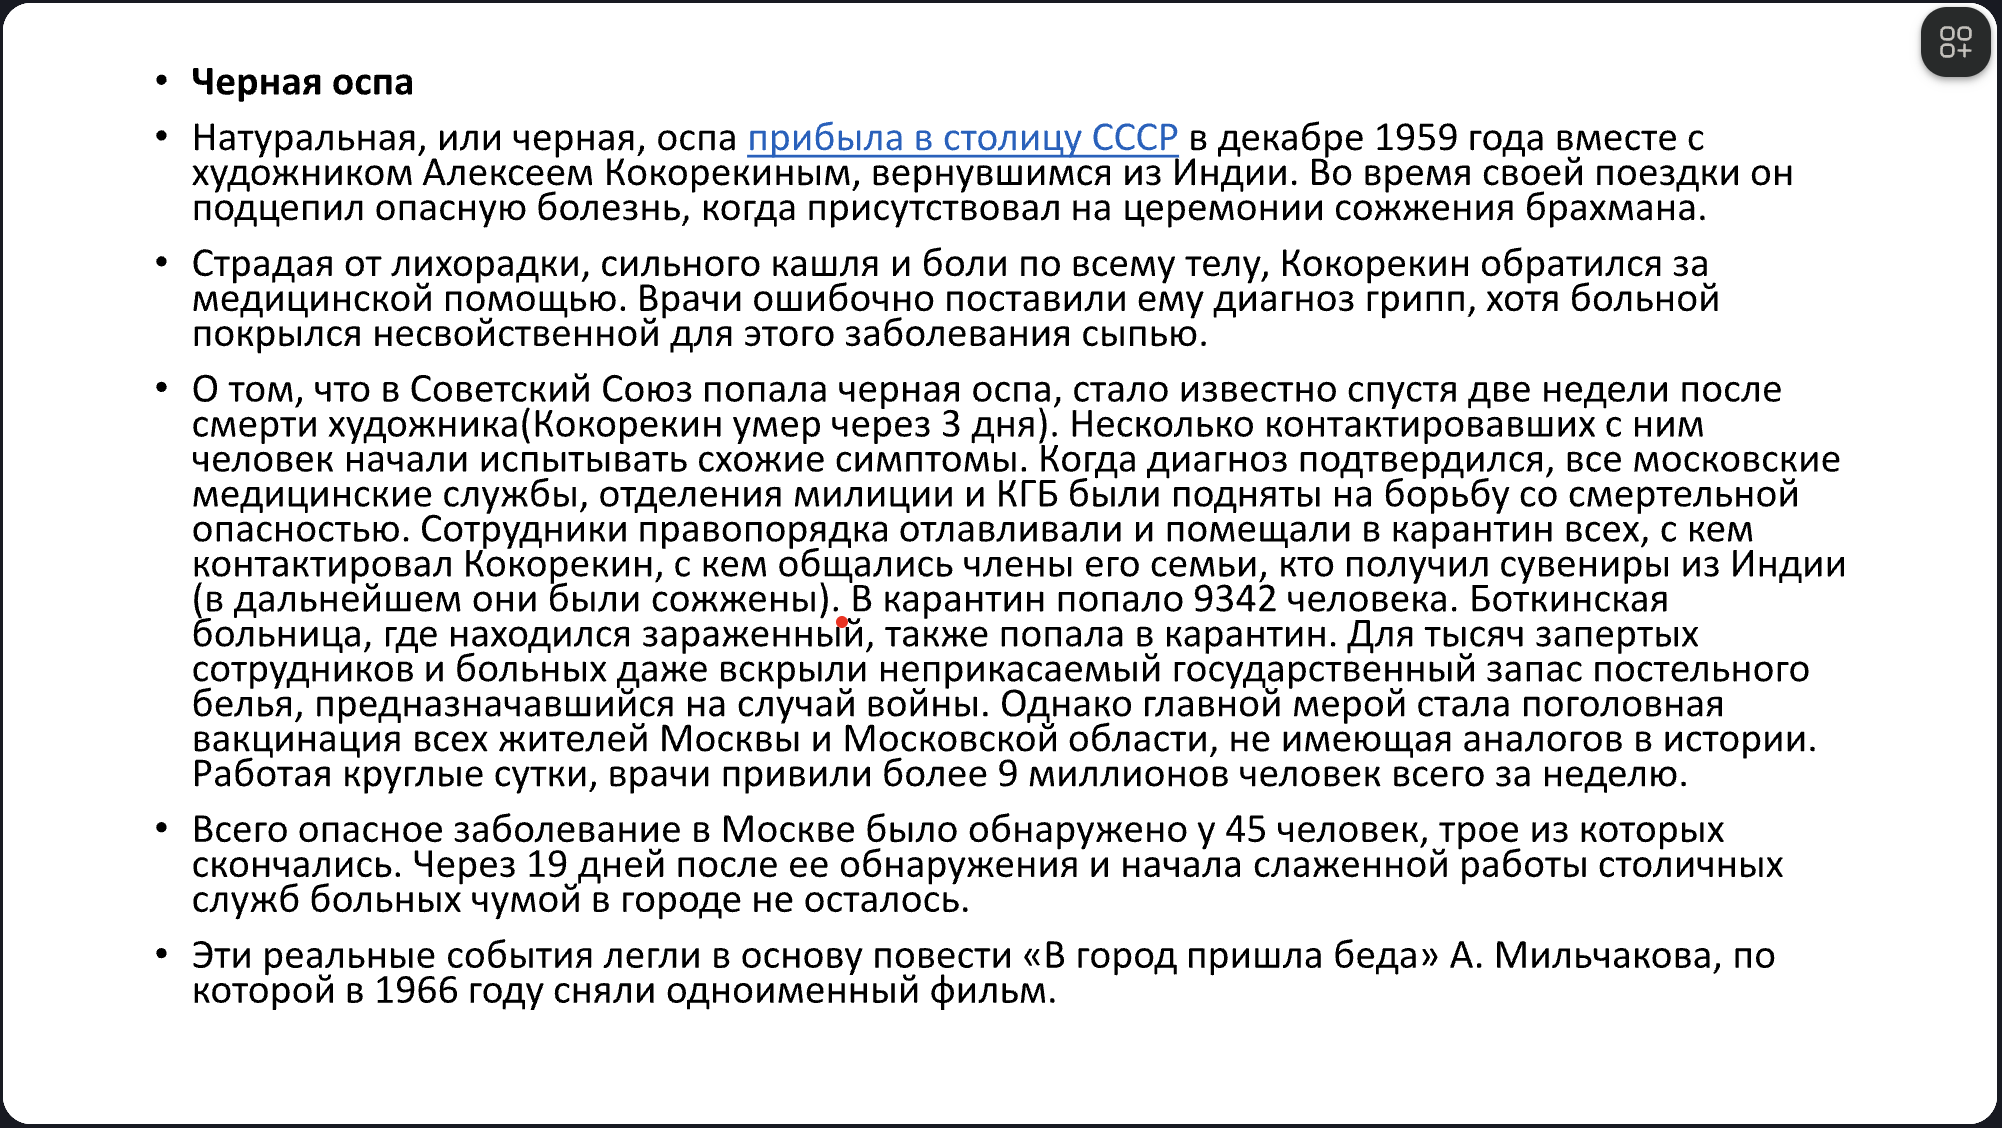 • Черная оспа
• Натуральная, или черная, оспа прибыла в столицу СССР в декабре 1959 года вместе с
художником Алексеем Кокорекиным, вернувшимся из Индии. Во время своей поездки он
подцепил опасную болезнь, когда присутствовал на церемонии сожжения брахмана.
• Страдая от лихорадки, сильного кашля и боли по всему телу, Кокорекин обратился за
медицинской помощью. Врачи ошибочно поставили ему диагноз грипп, хотя больной
покрылся несвойственной для этого заболевания сыпью.
• О том, что в Советский Союз попала черная оспа, стало известно спустя две недели после
смерти художника(Кокорекин умер через 3 дня). Несколько контактировавших с ним
человек начали испытывать схожие симптомы. Когда диагноз подтвердился, все московские
медицинские службы, отделения милиции и КГБ были подняты на борьбу со смертельной
опасностью. Сотрудники правопорядка отлавливали и помещали в карантин всех, с кем
контактировал Кокорекин, с кем общались члены его семьи, кто получил сувениры из Индии
(в дальнейшем они были сожжены). В карантин попало 9342 человека. Боткинская
больница, где находился зараженный, также попала в карантин. Для тысяч запертых
сотрудников и больных даже вскрыли неприкасаемый государственный запас постельного
белья, предназначавшийся на случай войны. Однако главной мерой стала поголовная
вакцинация всех жителей Москвы и Московской области, не имеющая аналогов в истории.
Работая круглые сутки, врачи привили более 9 миллионов человек всего за неделю.
• Всего опасное заболевание в Москве было обнаружено у 45 человек, трое из которых
скончались. Через 19 дней после ее обнаружения и начала слаженной работы столичных
служб больных чумой в городе не осталось.
• Эти реальные события легли в основу повести «В город пришла беда» А. Мильчакова, по
которой в 1966 году сняли одноименный фильм.